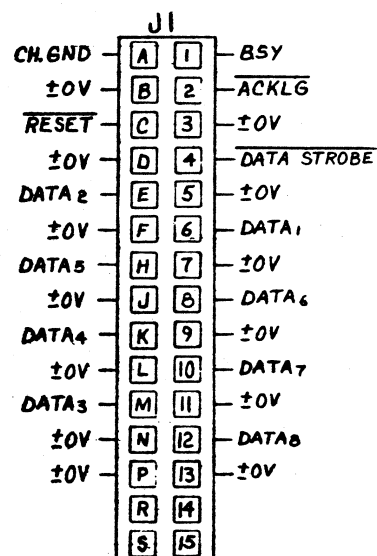 J1
CH.GND A 1 BSY
±0V B 2 ACKLG
RESET C 3 ±0V
±0V D 4 DATA STROBE
DATA2 E 5 ±0V
±0V F 6 DATA1
DATA5 H 7 ±0V
±0V J 8 DATA6
DATA4 K 9 ±0V
±0V L 10 DATA7
DATA3 M 11 ±0V
±0V N 12 DATA8
±0V P 13 ±0V
R 14
S 15